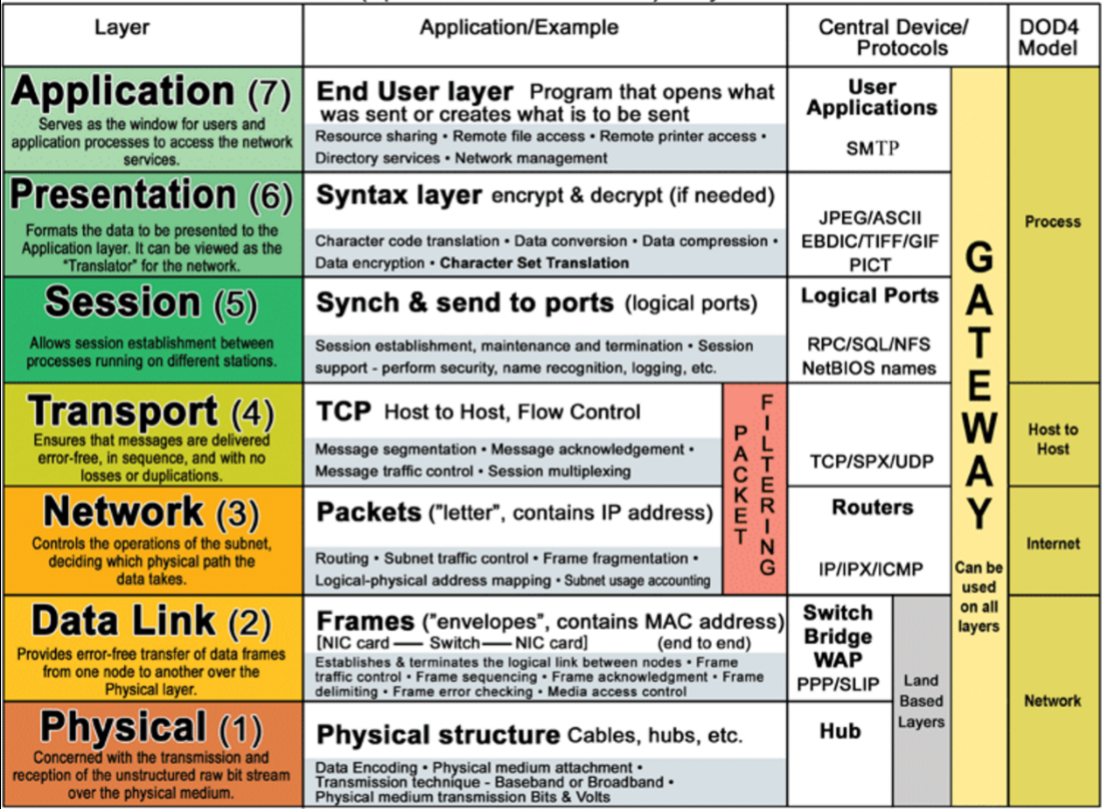 Layer
Application/Example
Central Device/
Protocols
DOD4
Model
Application (7)
Serves as the window for users and
application processes to access the network
services.
End User layer Program that opens what
was sent or creates what is to be sent
Resource sharing • Remote file access • Remote printer access •
Directory services • Network management
User
Applications
SMTP
Presentation (6)
Formats the data to be presented to the
Application layer. It can be viewed as the
"Translator" for the network.
Syntax layer encrypt & decrypt (if needed)
Character code translation • Data conversion • Data compression •
Data encryption • Character Set Translation
JPEG/ASCII
EBDIC/TIFF/GIF
PICT
Session (5)
Allows session establishment between
processes running on different stations.
Synch & send to ports (logical ports)
Session establishment, maintenance and termination • Session
support - perform security, name recognition, logging, etc.
Logical Ports
RPC/SQL/NFS
NetBIOS names
Process
Transport (4)
Ensures that messages are delivered
error-free, in sequence, and with no
losses or duplications.
TCP Host to Host, Flow Control
Message segmentation • Message acknowledgement •
Message traffic control • Session multiplexing
TCP/SPX/UDP
Host to
Host
Network (3)
Controls the operations of the subnet,
deciding which physical path the
data takes.
Packets ("letter", contains IP address)
Routing • Subnet traffic control • Frame fragmentation •
Logical-physical address mapping • Subnet usage accounting
PACKET
FILTERING
Routers
IP/IPX/ICMP
Internet
Data Link (2)
Provides error-free transfer of data frames
from one node to another over the
Physical layer.
Frames ("envelopes", contains MAC address)
[NIC card — Switch — NIC card] (end to end)
Establishes & terminates the logical link between nodes • Frame
traffic control • Frame sequencing • Frame acknowledgment • Frame
delimiting • Frame error checking • Media access control
Switch
Bridge
WAP
PPP/SLIP
Physical (1)
Concerned with the transmission and
reception of the unstructured raw bit stream
over the physical medium.
Physical structure Cables, hubs, etc.
Data Encoding • Physical medium attachment •
Transmission technique - Baseband or Broadband •
Physical medium transmission Bits & Volts
Hub
Land
Based
Layers
GATEWAY
Can be
used
on all
layers
Network